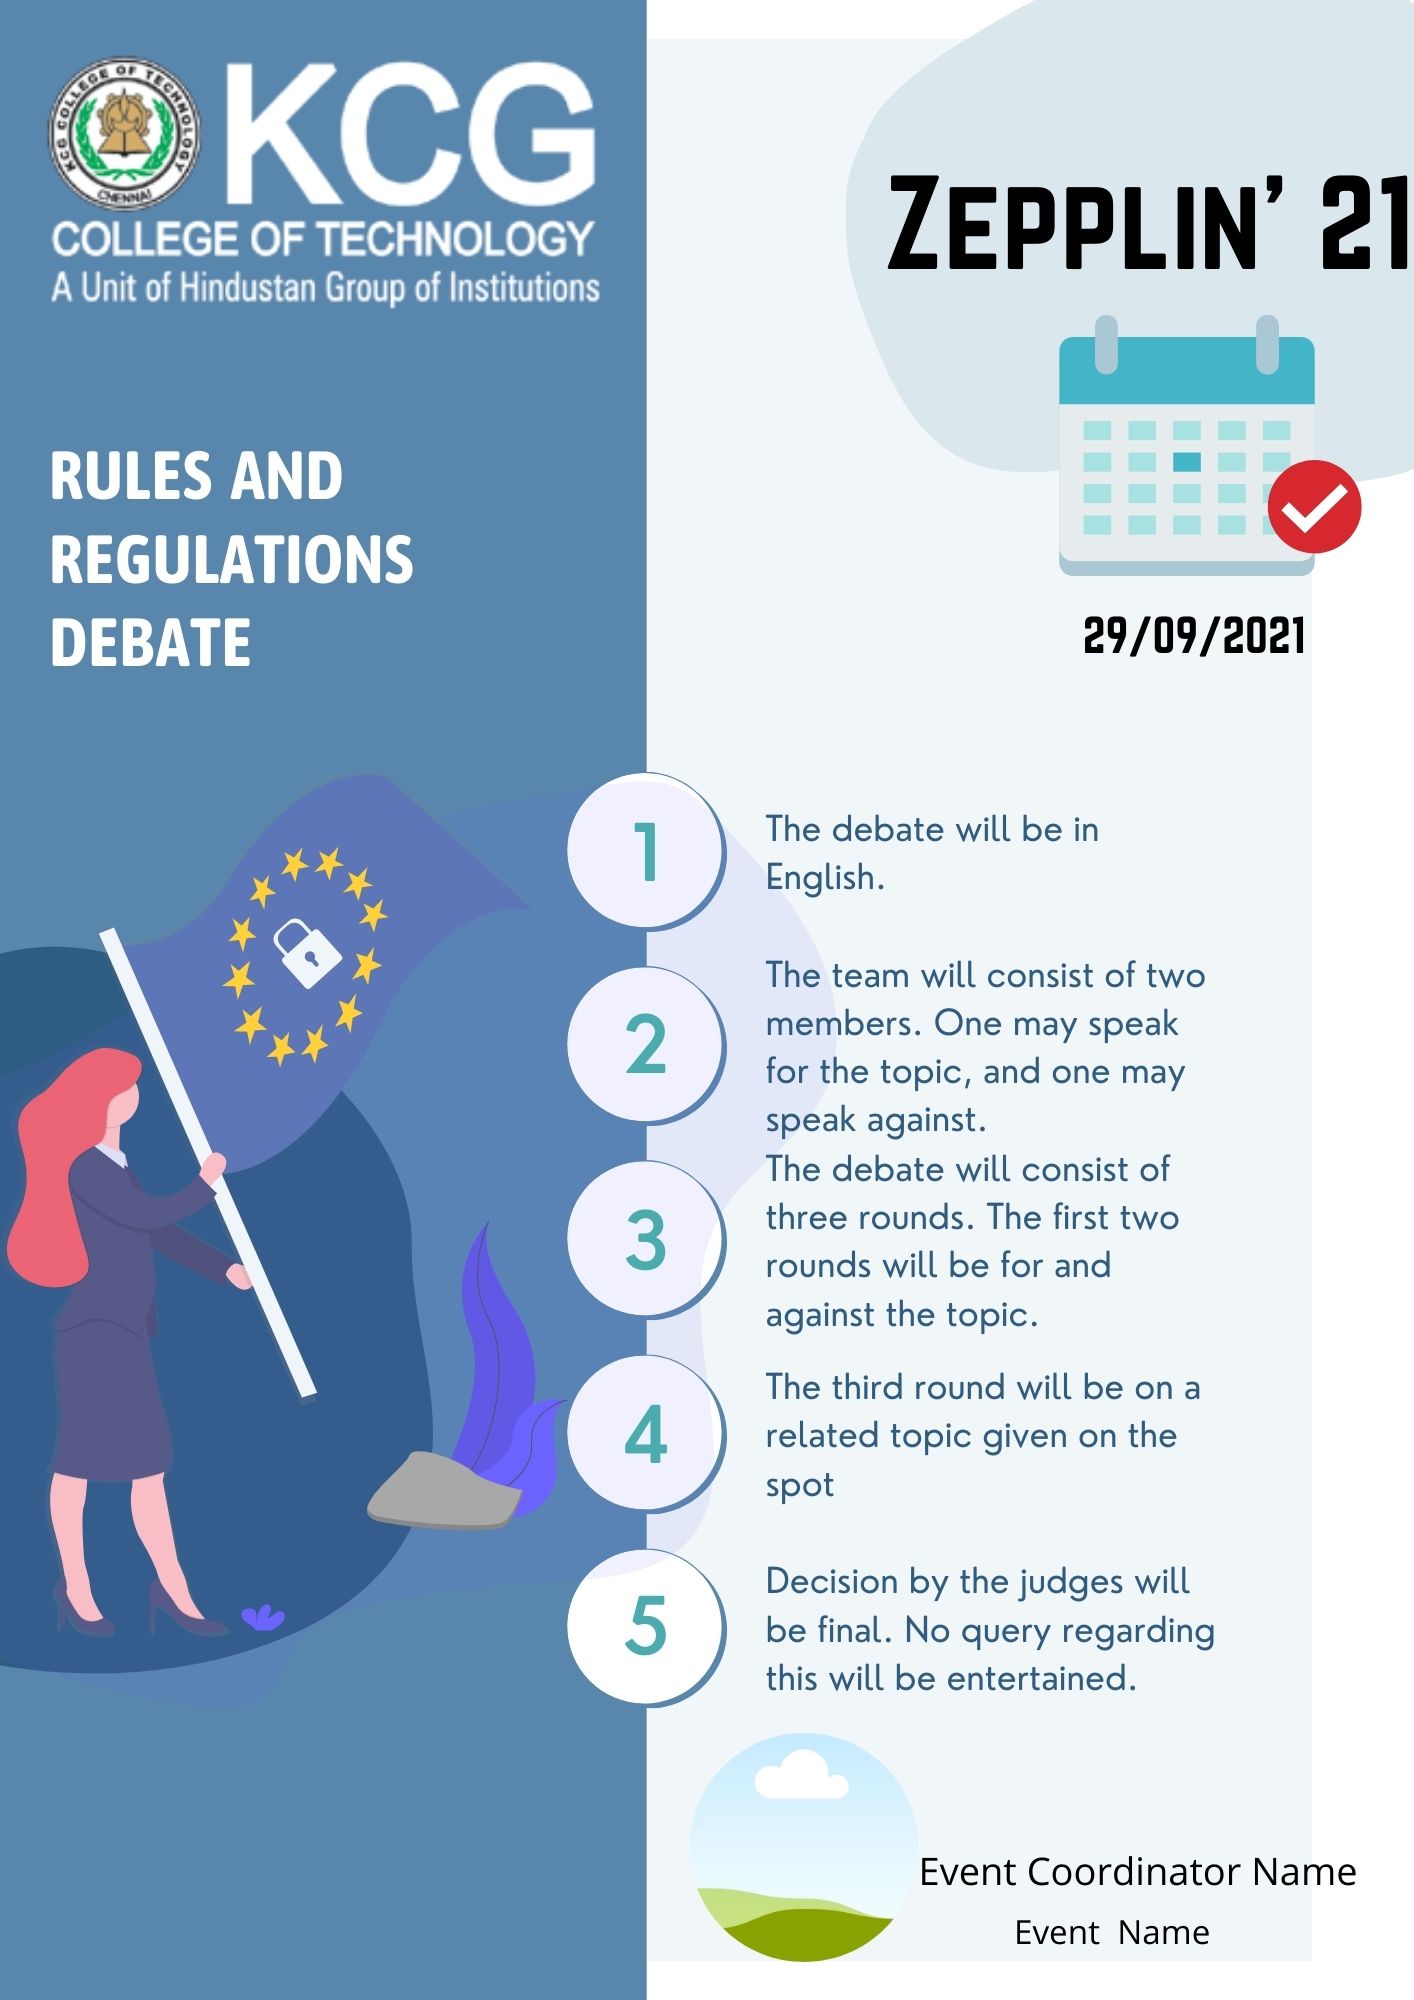 KCG COLLEGE OF TECHNOLOGY
CHENNAI
KCG
COLLEGE OF TECHNOLOGY
A Unit of Hindustan Group of Institutions
ZEPPLIN' 21
29/09/2021
RULES AND
REGULATIONS
DEBATE
1
The debate will be in
English.
2
The team will consist of two
members. One may speak
for the topic, and one may
speak against.
3
The debate will consist of
three rounds. The first two
rounds will be for and
against the topic.
4
The third round will be on a
related topic given on the
spot
5
Decision by the judges will
be final. No query regarding
this will be entertained.
Event Coordinator Name
Event  Name